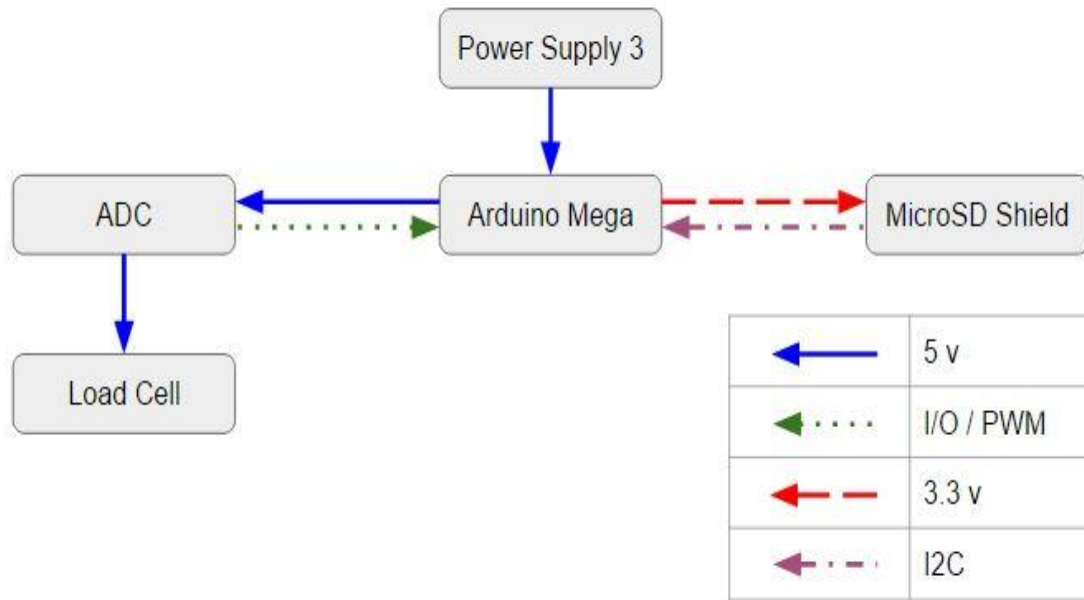 Power Supply 3
ADC
Arduino Mega
MicroSD Shield
Load Cell
5 v
I/O / PWM
3.3 v
I2C